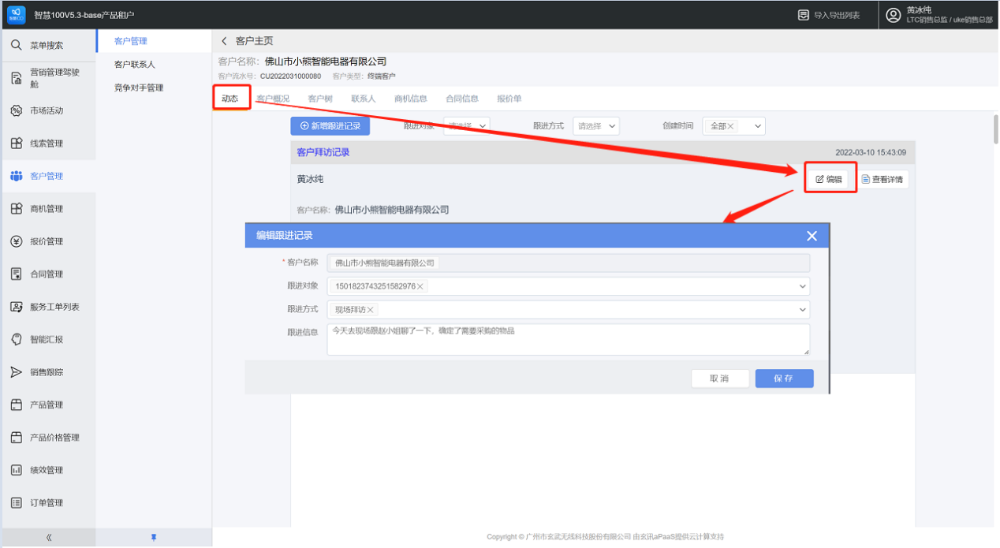 智慧100V5.3-base产品租户
导入导出列表
黄冰纯
LTC销售总监 / uke销售总部
菜单搜索
营销管理驾驶
舱
市场活动
线索管理
客户管理
商机管理
报价管理
合同管理
服务工单列表
智能汇报
销售跟踪
产品管理
产品价格管理
绩效管理
订单管理
客户管理
客户联系人
竞争对手管理
客户主页
客户名称: 佛山市小熊智能电器有限公司
客户流水号: CU2022031000080 客户类型: 终端客户
动态 客户概况 客户树 联系人 商机信息 合同信息 报价单
新增跟进记录 跟进对象 请选择 跟进方式 请选择 创建时间 全部×
客户拜访记录 2022-03-10 15:43:09
黄冰纯 编辑 查看详情
客户名称: 佛山市小熊智能电器有限公司
编辑跟进记录
* 客户名称 佛山市小熊智能电器有限公司
跟进对象 1501823743251582976×
跟进方式 现场拜访×
跟进信息 今天去现场跟赵小姐聊了一下，确定了需要采购的物品
取消 保存
Copyright © 广州市玄武无线科技股份有限公司 由玄讯aPaaS提供云计算支持